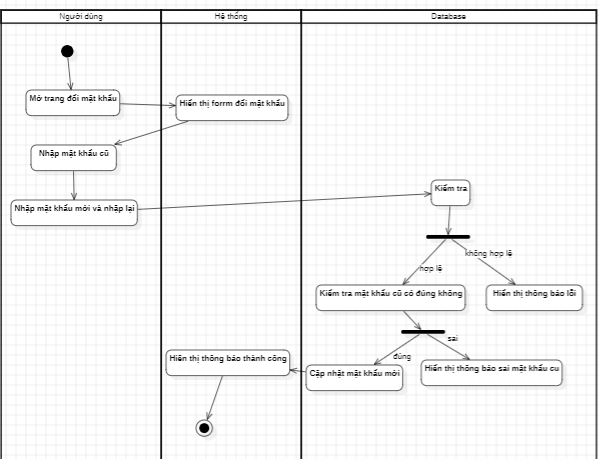 Người dùng
Hệ thống
Database
Mở trang đổi mật khẩu
Hiển thị forrm đổi mật khẩu
Nhập mật khẩu cũ
Nhập mật khẩu mới và nhập lại
Kiểm tra
không hợp lệ
hợp lệ
Kiểm tra mật khẩu cũ có đúng không
Hiển thị thông báo lỗi
sai
đúng
Hiển thị thông báo thành công
Cập nhật mật khẩu mới
Hiển thị thông báo sai mật khẩu cu